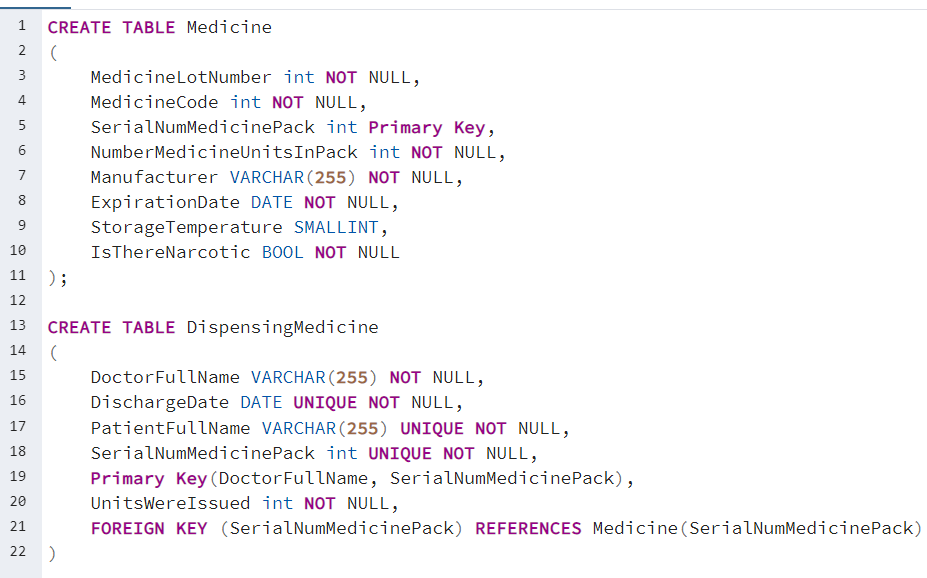 1 CREATE TABLE Medicine
2 (
3 MedicineLotNumber int NOT NULL,
4 MedicineCode int NOT NULL,
5 SerialNumMedicinePack int Primary Key,
6 NumberMedicineUnitsInPack int NOT NULL,
7 Manufacturer VARCHAR(255) NOT NULL,
8 ExpirationDate DATE NOT NULL,
9 StorageTemperature SMALLINT,
10 IsThereNarcotic BOOL NOT NULL
11 );
12
13 CREATE TABLE DispensingMedicine
14 (
15 DoctorFullName VARCHAR(255) NOT NULL,
16 DischargeDate DATE UNIQUE NOT NULL,
17 PatientFullName VARCHAR(255) UNIQUE NOT NULL,
18 SerialNumMedicinePack int UNIQUE NOT NULL,
19 Primary Key(DoctorFullName, SerialNumMedicinePack),
20 UnitsWereIssued int NOT NULL,
21 FOREIGN KEY (SerialNumMedicinePack) REFERENCES Medicine(SerialNumMedicinePack)
22 )